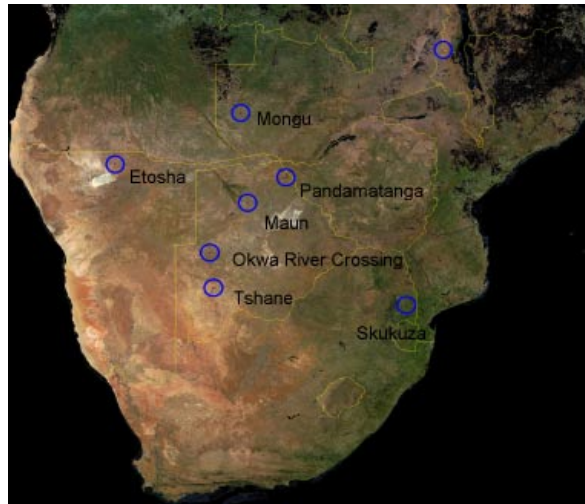 Mongu
Etosha
Pandamatanga
Maun
Okwa River Crossing
Tshane
Skukuza